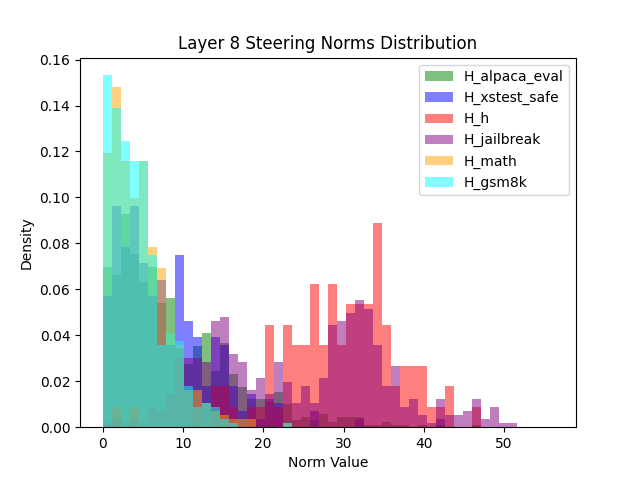 Layer 8 Steering Norms Distribution
0.16
0.14
0.12
0.10
0.08
0.06
0.04
0.02
0.00
Density
H_alpaca_eval
H_xstest_safe
H_h
H_jailbreak
H_math
H_gsm8k
0 10 20 30 40 50
Norm Value